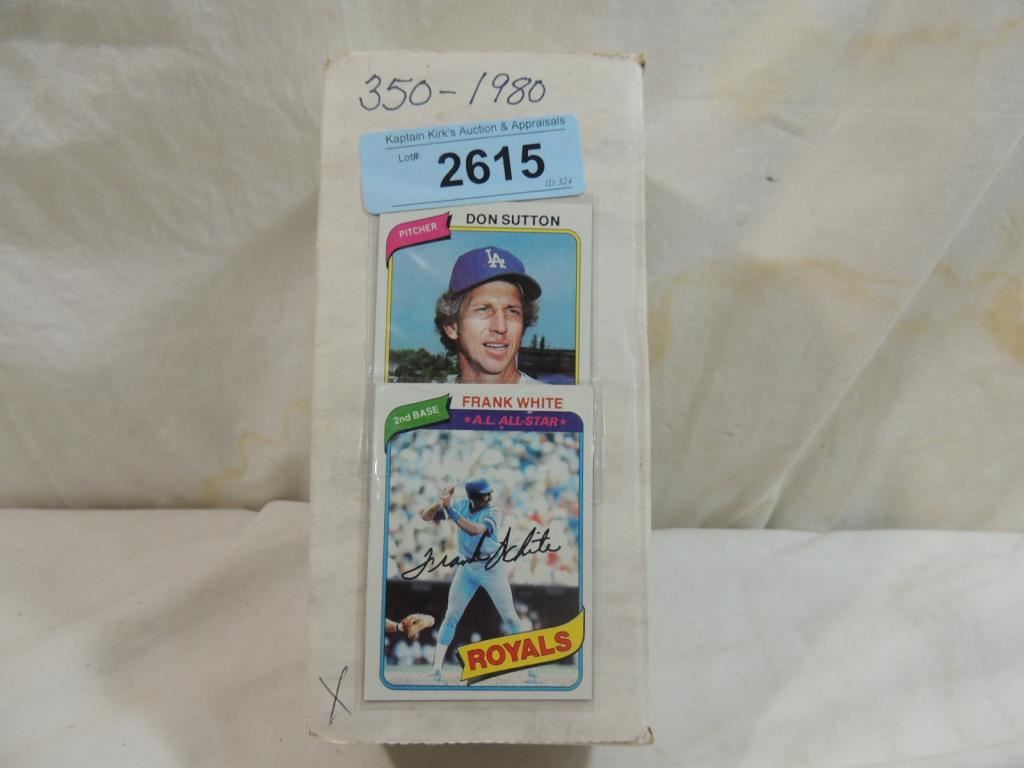 350-1980
Kaptain Kirk's Auction & Appraisals
Lot#: 2615
ID:324
PITCHER DON SUTTON
LA
2nd BASE FRANK WHITE
★A.L. ALL-STAR★
Frank White
ROYALS
X